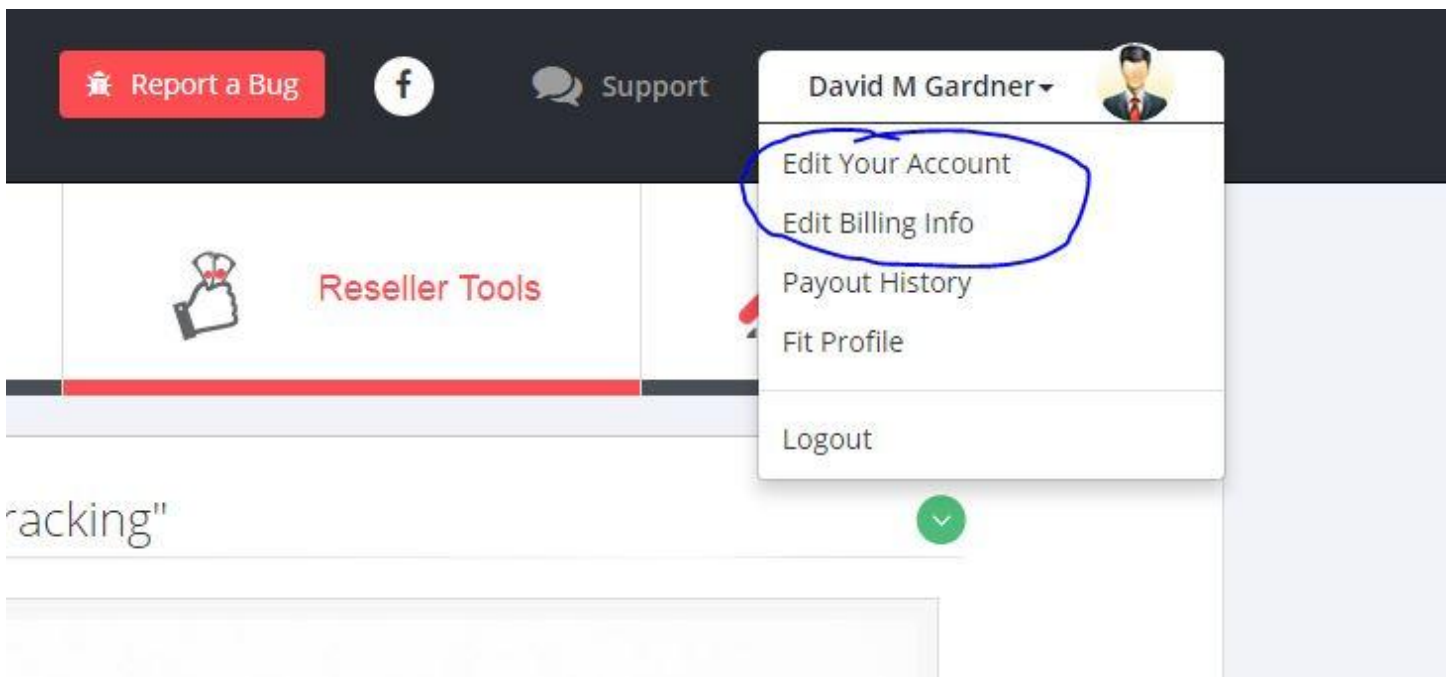 Report a Bug
f
Support
David M Gardner
Edit Your Account
Edit Billing Info
Payout History
Fit Profile
Logout
Reseller Tools
racking"